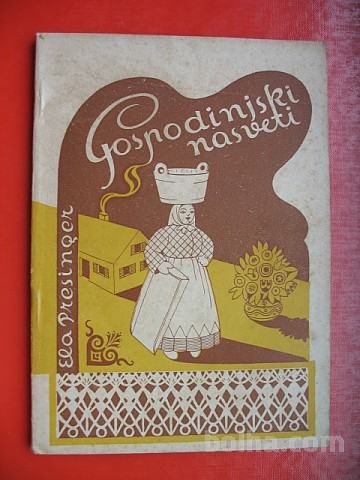 Gospodinjski
nasveti
Ela Presinger
bolha.com